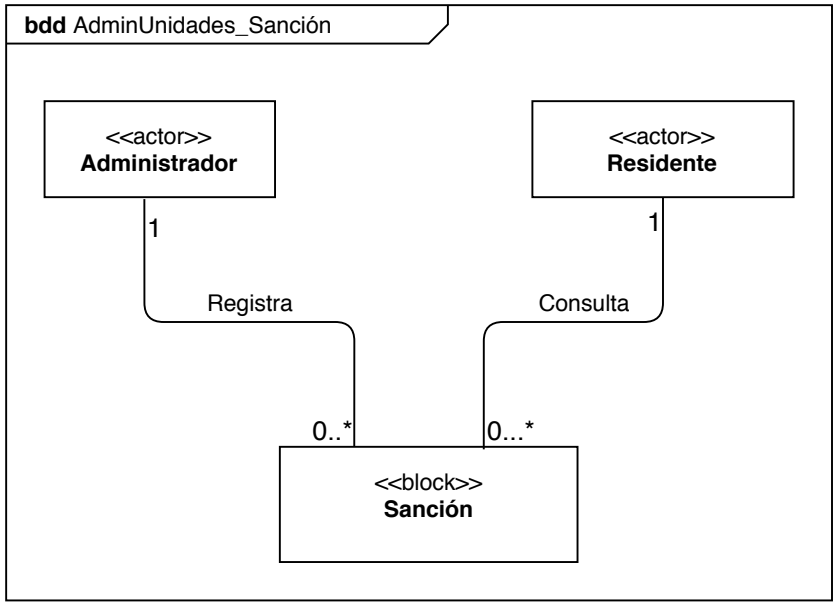 bdd AdminUnidades_Sanción
<<actor>>
Administrador
<<actor>>
Residente
1
1
Registra
Consulta
0..*
0...*
<<block>>
Sanción